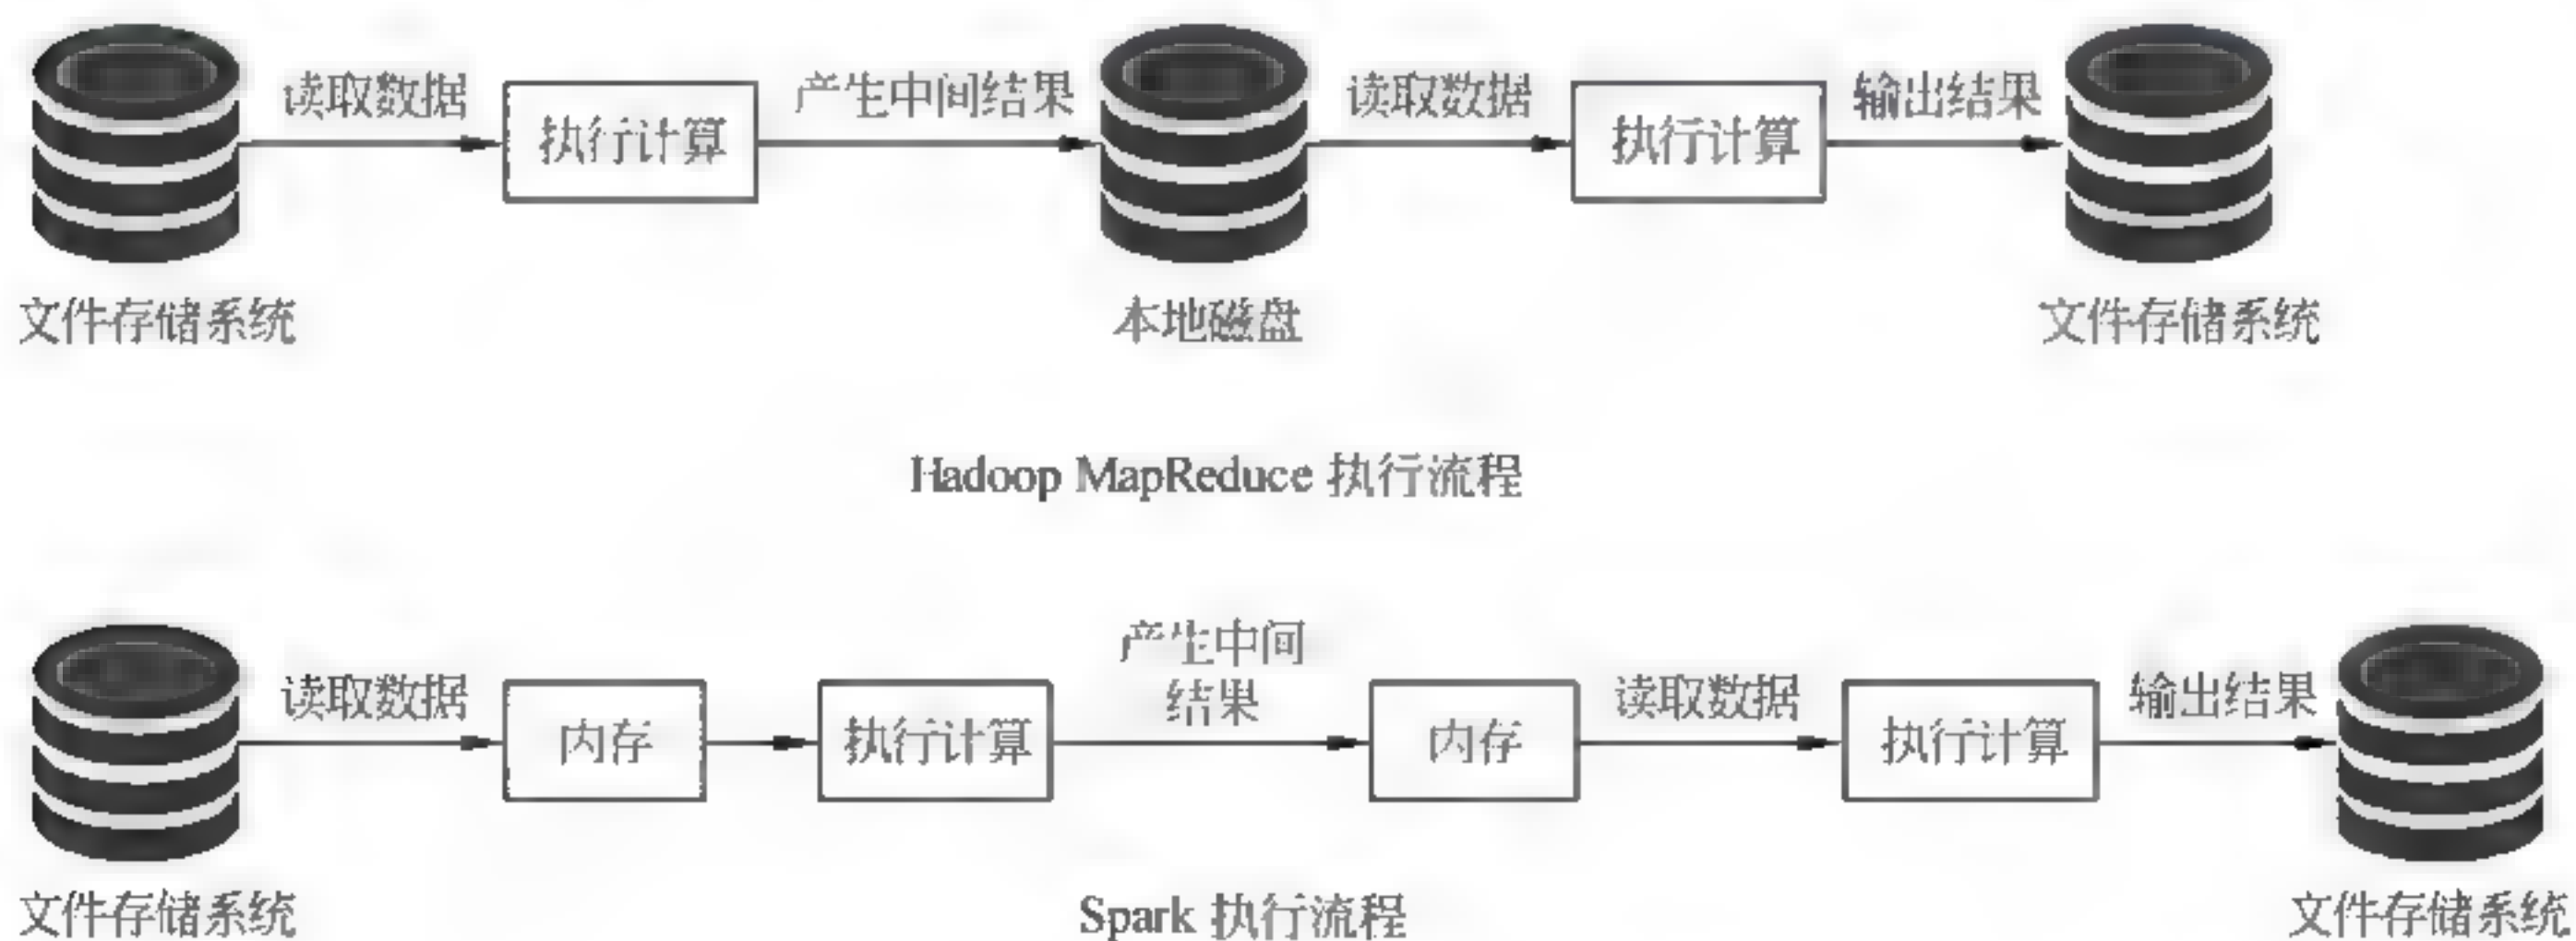 读取数据
执行计算
产生中间结果
读取数据
执行计算
输出结果
文件存储系统
本地磁盘
文件存储系统
Hadoop MapReduce 执行流程
读取数据
内存
执行计算
产生中间
结果
内存
读取数据
执行计算
输出结果
文件存储系统
Spark 执行流程
文件存储系统